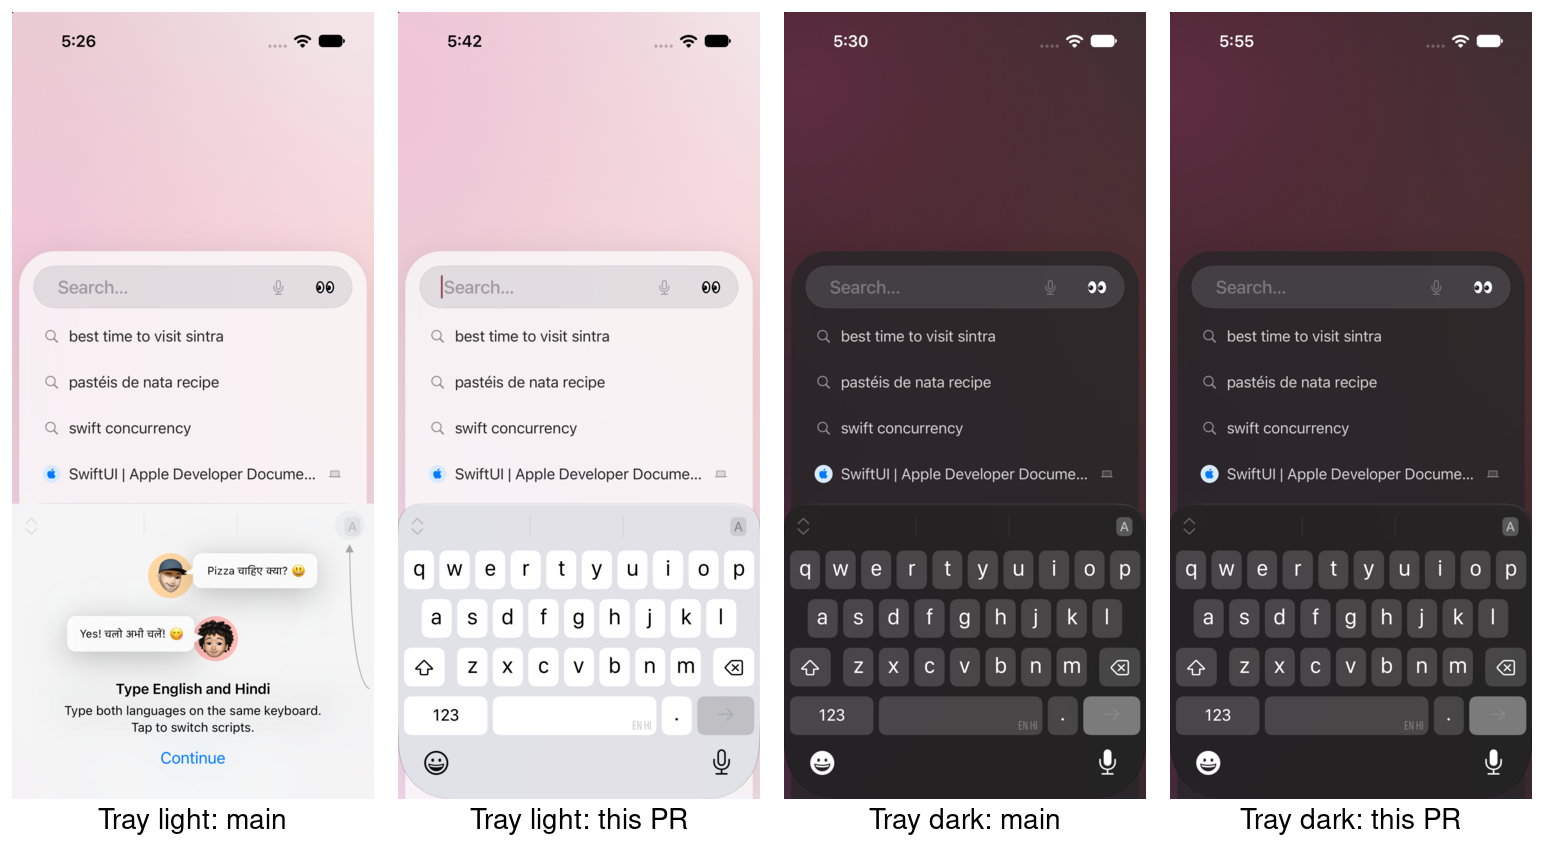 5:26
Search...
best time to visit sintra
pastéis de nata recipe
swift concurrency
SwiftUI | Apple Developer Docume...
A
Pizza चाहिए क्या? 😃
Yes! चलो अभी चलें! 😋
Type English and Hindi
Type both languages on the same keyboard.
Tap to switch scripts.
Continue
Tray light: main
5:42
Search...
best time to visit sintra
pastéis de nata recipe
swift concurrency
SwiftUI | Apple Developer Docume...
A
q w e r t y u i o p
a s d f g h j k l
z x c v b n m
123 EN HI .
Tray light: this PR
5:30
Search...
best time to visit sintra
pastéis de nata recipe
swift concurrency
SwiftUI | Apple Developer Docume...
A
q w e r t y u i o p
a s d f g h j k l
z x c v b n m
123 EN HI .
Tray dark: main
5:55
Search...
best time to visit sintra
pastéis de nata recipe
swift concurrency
SwiftUI | Apple Developer Docume...
A
q w e r t y u i o p
a s d f g h j k l
z x c v b n m
123 EN HI .
Tray dark: this PR